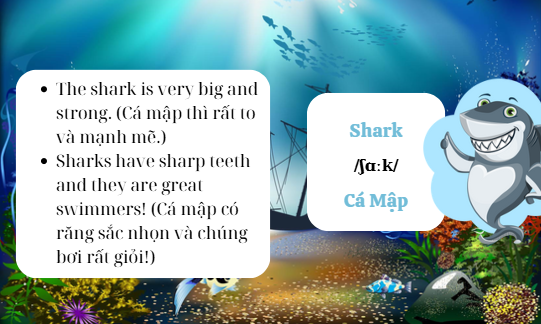 • The shark is very big and
strong. (Cá mập thì rất to
và mạnh mẽ.)
• Sharks have sharp teeth
and they are great
swimmers! (Cá mập có
răng sắc nhọn và chúng
bơi rất giỏi!)
Shark
/ʃɑːk/
Cá Mập